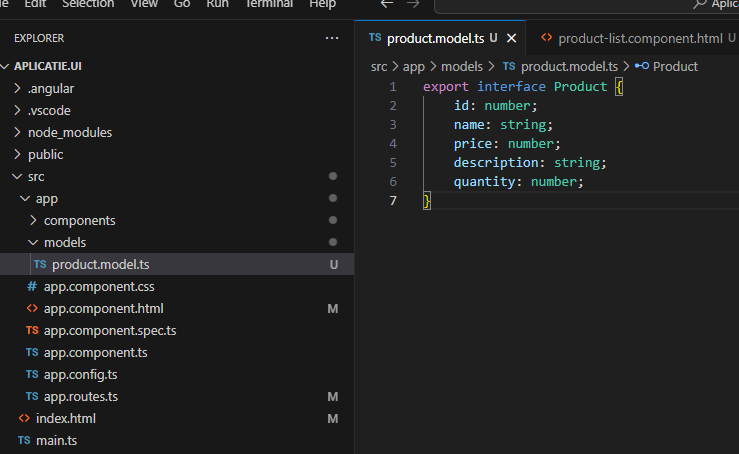 Edit Selection View Go Run Terminal Help
Aplica
EXPLORER
APLICATIE.UI
.angular
.vscode
node_modules
public
src
app
components
models
TS product.model.ts U
# app.component.css
<> app.component.html M
TS app.component.spec.ts
TS app.component.ts
TS app.config.ts
TS app.routes.ts M
<> index.html M
TS main.ts
TS product.model.ts U × <> product-list.component.html U
src > app > models > TS product.model.ts > Product
1 export interface Product {
2 id: number;
3 name: string;
4 price: number;
5 description: string;
6 quantity: number;
7 }